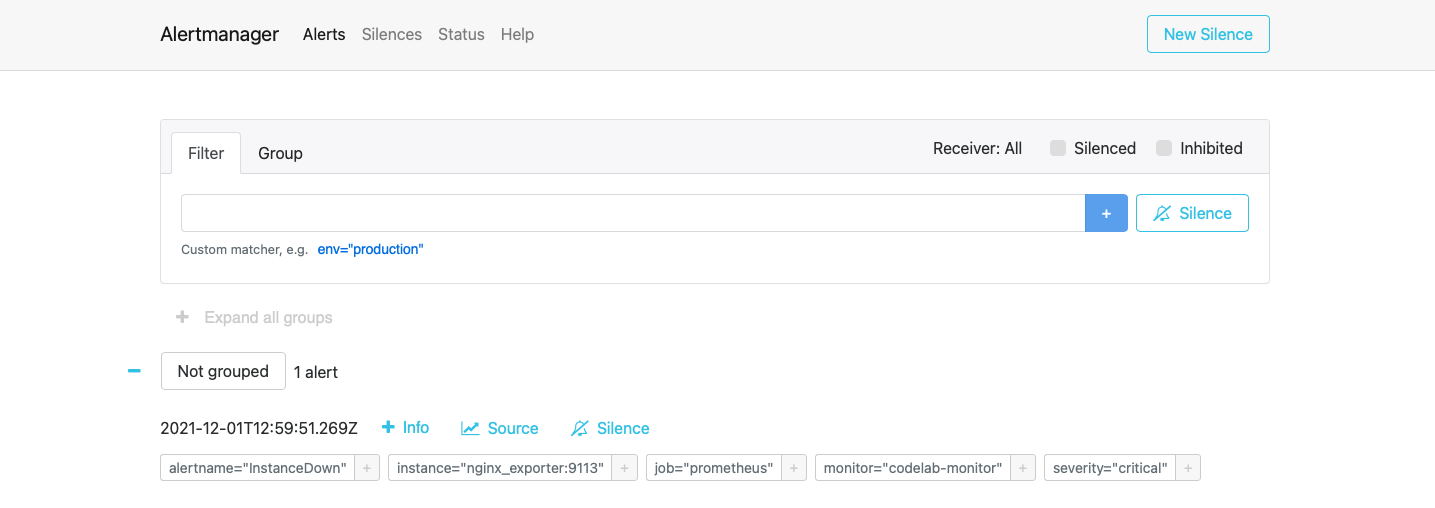 Alertmanager Alerts Silences Status Help New Silence
Filter Group Receiver: All Silenced Inhibited
+ Silence
Custom matcher, e.g. env="production"
+ Expand all groups
− Not grouped 1 alert
2021-12-01T12:59:51.269Z + Info Source Silence
alertname="InstanceDown" + instance="nginx_exporter:9113" + job="prometheus" + monitor="codelab-monitor" + severity="critical" +